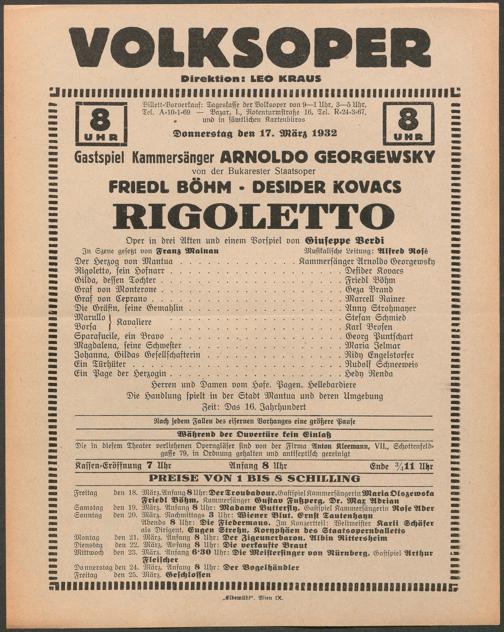 VOLKSOPER
Direktion: LEO KRAUS
8 UHR
Billett-Vorverkauf: Tageskasse der Volksoper von 9—1 Uhr, 3—5 Uhr,
Tel. A-10-1-69 — Bazar, I., Rotenturmstraße 16, Tel. R-24-3-67,
und in sämtlichen Kartenbüros
8 UHR
Donnerstag den 17. März 1932
Gastspiel Kammersänger ARNOLDO GEORGEWSKY
von der Bukarester Staatsoper
FRIEDL BÖHM - DESIDER KOVACS
RIGOLETTO
Oper in drei Akten und einem Vorspiel von Giuseppe Verdi
In Szene gesetzt von Franz Mainau Musikalische Leitung: Alfred Rosé
Der Herzog von Mantua . . . Kammersänger Arnoldo Georgewsky
Rigoletto, sein Hofnarr . . . Desider Kovacs
Gilda, dessen Tochter . . . Friedl Böhm
Graf von Monterone . . . Geza Brand
Graf von Ceprano . . . Marcell Rainer
Die Gräfin, seine Gemahlin . . . Anny Strohmayer
Marullo } Kavaliere . . . Stefan Schmied
Borsa } . . . Karl Brosen
Sparafucile, ein Bravo . . . Georg Puntschart
Magdalena, seine Schwester . . . Maria Jelmar
Johanna, Gildas Gesellschafterin . . . Ridy Engelstorfer
Ein Türhüter . . . Rudolf Schneeweis
Ein Page der Herzogin . . . Hedy Renda
Herren und Damen vom Hofe. Pagen. Hellebardiere
Die Handlung spielt in der Stadt Mantua und deren Umgebung
Zeit: Das 16. Jahrhundert
Nach jedem Fallen des eisernen Vorhanges eine größere Pause
Während der Ouvertüre kein Einlaß
Die in diesem Theater verliehenen Operngläser sind von der Firma Anton Kleemann, VII., Schottenfeld-
gasse 79, in Ordnung gehalten und antiseptisch gereinigt
Kassen-Eröffnung 7 Uhr Anfang 8 Uhr Ende ¾11 Uhr
PREISE VON 1 BIS 8 SCHILLING
Freitag den 18. März. Anfang 8 Uhr: Der Troubadour. Gastspiel Kammersängerin Maria Olszewska
Friedl Böhm, Kammersänger Gustav Fußperg, Dr. Max Adrian
Samstag den 19. März. Anfang 8 Uhr: Madame Butterfly. Gastspiel Kammersängerin Rose Ader
Sonntag den 20. März. Nachmittags 3 Uhr: Wiener Blut. Ernst Tautenhayn
Abends 8 Uhr: Die Fledermaus. Im Konzertteil: Weltmeister Karli Schäfer
als Dirigent, Eugen Strehn, Koryphäen des Staatsopernballetts
Montag den 21. März. Anfang 8 Uhr: Der Zigeunerbaron. Albin Rittersheim
Dienstag den 22. März. Anfang 8 Uhr: Die verkaufte Braut
Mittwoch den 23. März. Anfang 6·30 Uhr: Die Meistersinger von Nürnberg. Gastspiel Arthur
Fleischer
Donnerstag den 24. März. Anfang 8 Uhr: Der Vogelhändler
Freitag den 25. März. Geschlossen
„Elbemühl“, Wien IX.